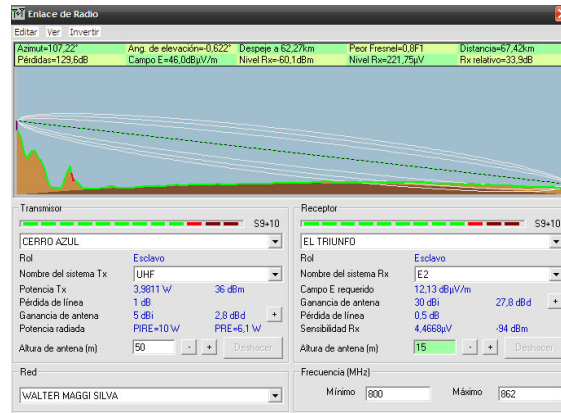 Enlace de Radio
Editar Ver Invertir
Azimut=107,22° Ang. de elevación=-0,622° Despeje a 62,27km Peor Fresnel=0,8F1 Distancia=67,42km
Pérdidas=129,6dB Campo E=46,0dBµV/m Nivel Rx=-60,1dBm Nivel Rx=221,75µV Rx relativo=33,9dB
Transmisor
S9+10
CERRO AZUL
Rol Esclavo
Nombre del sistema Tx UHF
Potencia Tx 3,9811 W 36 dBm
Pérdida de línea 1 dB
Ganancia de antena 5 dBi 2,8 dBd +
Potencia radiada PIRE=10 W PRE=6,1 W
Altura de antena (m) 50 - + Deshacer
Red
WALTER MAGGI SILVA
Receptor
S9+10
EL TRIUNFO
Rol Esclavo
Nombre del sistema Rx E2
Campo E requerido 12,13 dBµV/m
Ganancia de antena 30 dBi 27,8 dBd +
Pérdida de línea 0,5 dB
Sensibilidad Rx 4,4668µV -94 dBm
Altura de antena (m) 15 - + Deshacer
Frecuencia (MHz)
Mínimo 800 Máximo 862